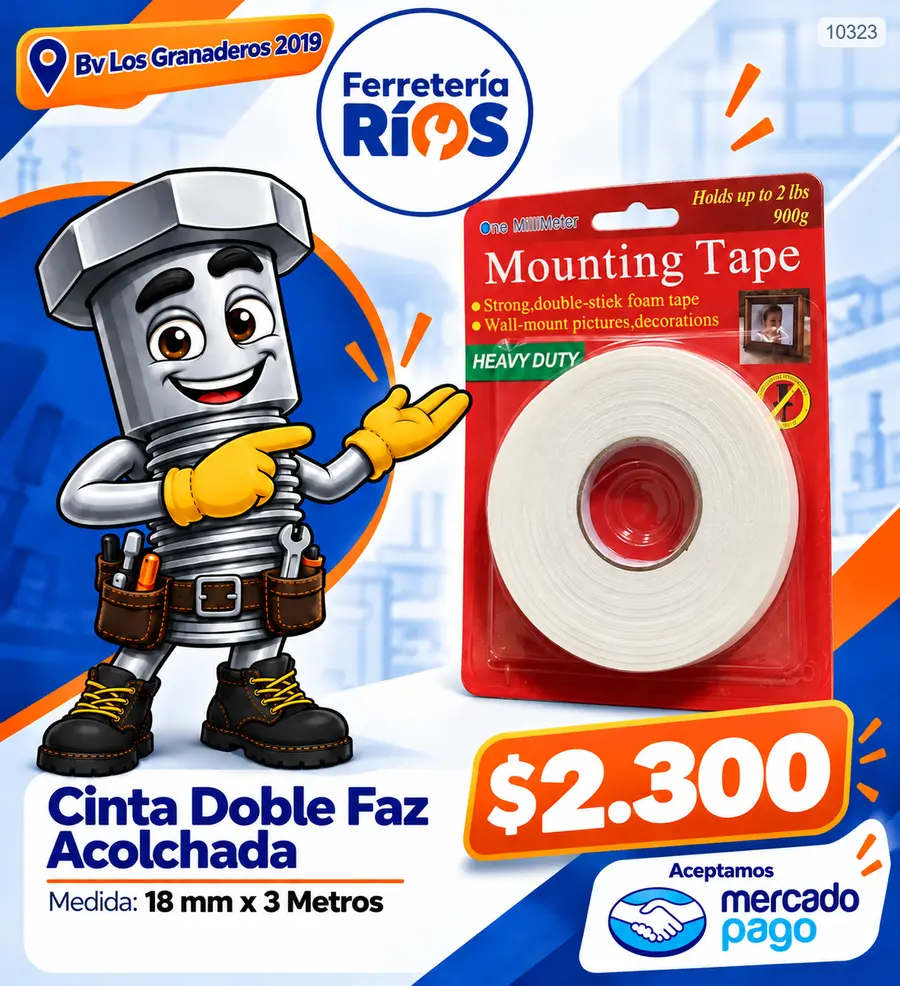 Bv Los Granaderos 2019
Ferretería
RÍOS
10323
Holds up to 2 lbs
900g
One MilliMeter
Mounting Tape
Strong,double-stiek foam tape
Wall-mount pictures,decorations
HEAVY DUTY
$2.300
Cinta Doble Faz
Acolchada
Medida: 18 mm x 3 Metros
Aceptamos
mercado
pago